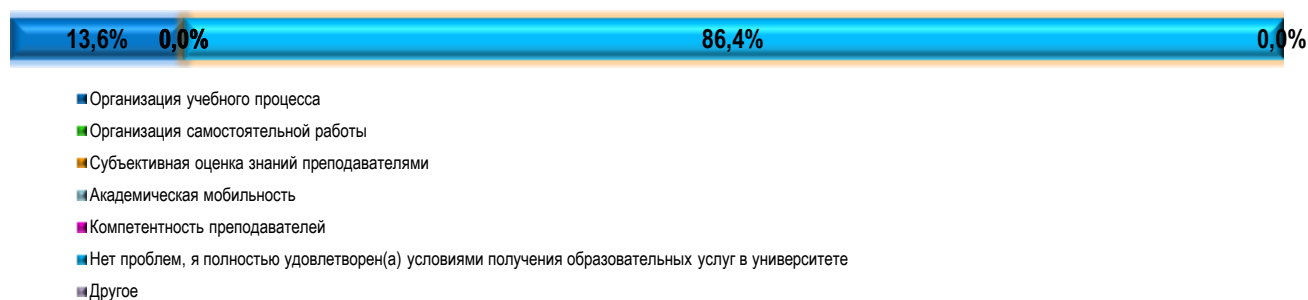 13,6% 0,0% 86,4% 0,0%
Организация учебного процесса
Организация самостоятельной работы
Субъективная оценка знаний преподавателями
Академическая мобильность
Компетентность преподавателей
Нет проблем, я полностью удовлетворен(а) условиями получения образовательных услуг в университете
Другое